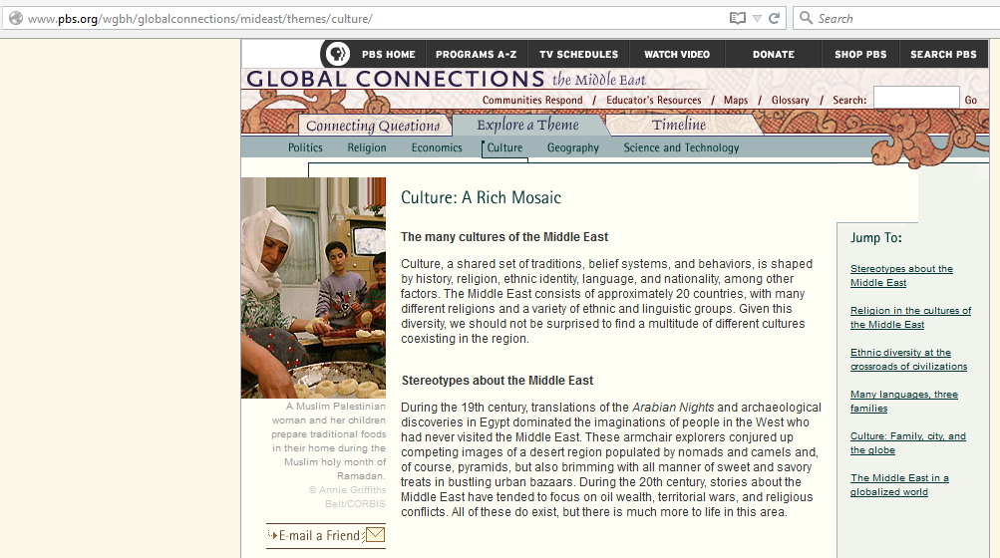 www.pbs.org/wgbh/globalconnections/mideast/themes/culture/
Search
PBS HOME PROGRAMS A-Z TV SCHEDULES WATCH VIDEO DONATE SHOP PBS SEARCH PBS
GLOBAL CONNECTIONS the Middle East
Communities Respond / Educator's Resources / Maps / Glossary / Search: Go
Connecting Questions Explore a Theme Timeline
Politics Religion Economics Culture Geography Science and Technology
Culture: A Rich Mosaic
The many cultures of the Middle East
Culture, a shared set of traditions, belief systems, and behaviors, is shaped
by history, religion, ethnic identity, language, and nationality, among other
factors. The Middle East consists of approximately 20 countries, with many
different religions and a variety of ethnic and linguistic groups. Given this
diversity, we should not be surprised to find a multitude of different cultures
coexisting in the region.
Stereotypes about the Middle East
During the 19th century, translations of the Arabian Nights and archaeological
discoveries in Egypt dominated the imaginations of people in the West who
had never visited the Middle East. These armchair explorers conjured up
competing images of a desert region populated by nomads and camels and,
of course, pyramids, but also brimming with all manner of sweet and savory
treats in bustling urban bazaars. During the 20th century, stories about the
Middle East have tended to focus on oil wealth, territorial wars, and religious
conflicts. All of these do exist, but there is much more to life in this area.
A Muslim Palestinian
woman and her children
prepare traditional foods
in their home during the
Muslim holy month of
Ramadan.
© Annie Griffiths
Belt/CORBIS
E-mail a Friend
Jump To:
Stereotypes about the
Middle East
Religion in the cultures of
the Middle East
Ethnic diversity at the
crossroads of civilizations
Many languages, three
families
Culture: Family, city, and
the globe
The Middle East in a
globalized world